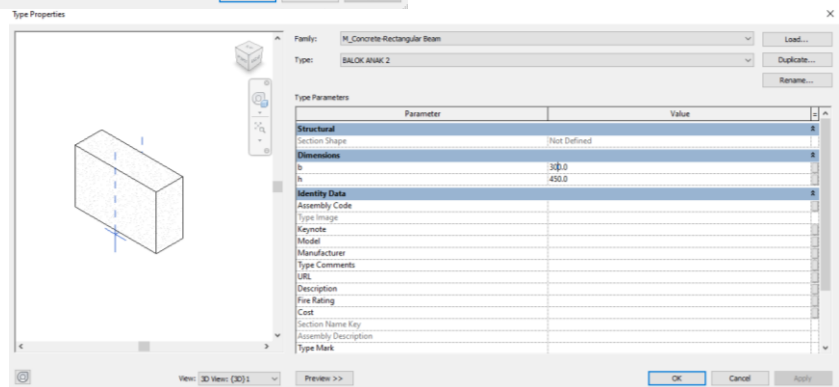 Type Properties
Family: M_Concrete-Rectangular Beam Load...
Type: BALOK ANAK 2 Duplicate...
Rename...
Type Parameters
Parameter Value =
Structural
Section Shape Not Defined
Dimensions
b 300.0
h 450.0
Identity Data
Assembly Code
Type Image
Keynote
Model
Manufacturer
Type Comments
URL
Description
Fire Rating
Cost
Section Name Key
Assembly Description
Type Mark
View: 3D View: {3D} 1 Preview >> OK Cancel Apply